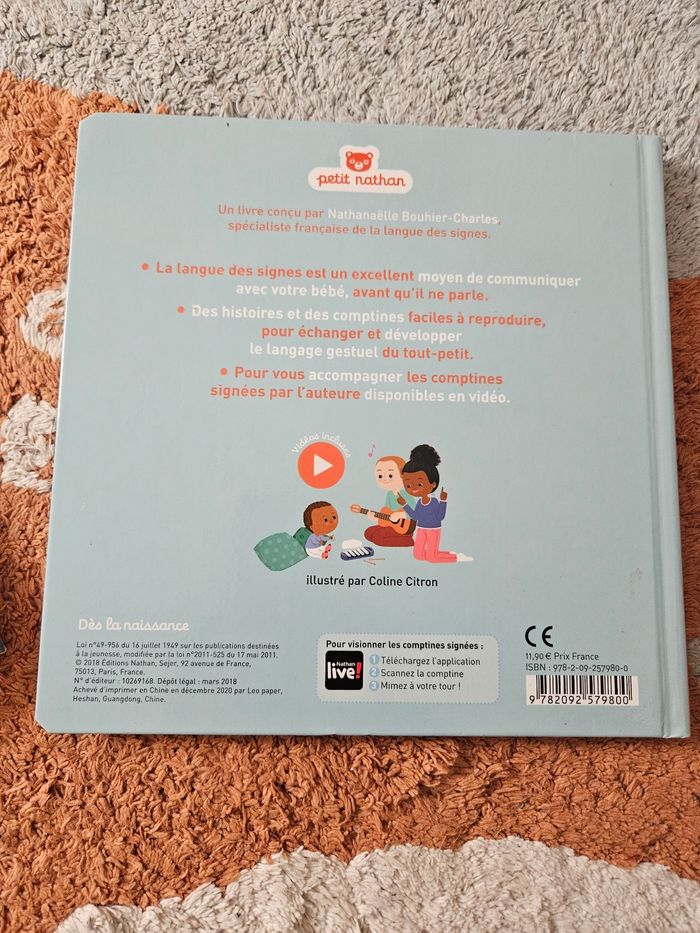 petit nathan
Un livre conçu par Nathanaëlle Bouhier-Charles,
spécialiste française de la langue des signes.
• La langue des signes est un excellent moyen de communiquer
avec votre bébé, avant qu'il ne parle.
• Des histoires et des comptines faciles à reproduire,
pour échanger et développer
le langage gestuel du tout-petit.
• Pour vous accompagner les comptines
signées par l'auteure disponibles en vidéo.
Vidéos incluses
illustré par Coline Citron
Dès la naissance
Loi n°49-956 du 16 juillet 1949 sur les publications destinées
à la jeunesse, modifiée par la loi n°2011-525 du 17 mai 2011.
© 2018 Éditions Nathan, Sejer, 92 avenue de France,
75013, Paris, France.
N° d'éditeur : 10269168. Dépôt légal : mars 2018
Achevé d'imprimer en Chine en décembre 2020 par Leo paper,
Heshan, Guangdong, Chine.
Pour visionner les comptines signées :
Nathan
live!
1 Téléchargez l'application
2 Scannez la comptine
3 Mimez à votre tour !
CE
11,90 € Prix France
ISBN : 978-2-09-257980-0
9 782092 579800